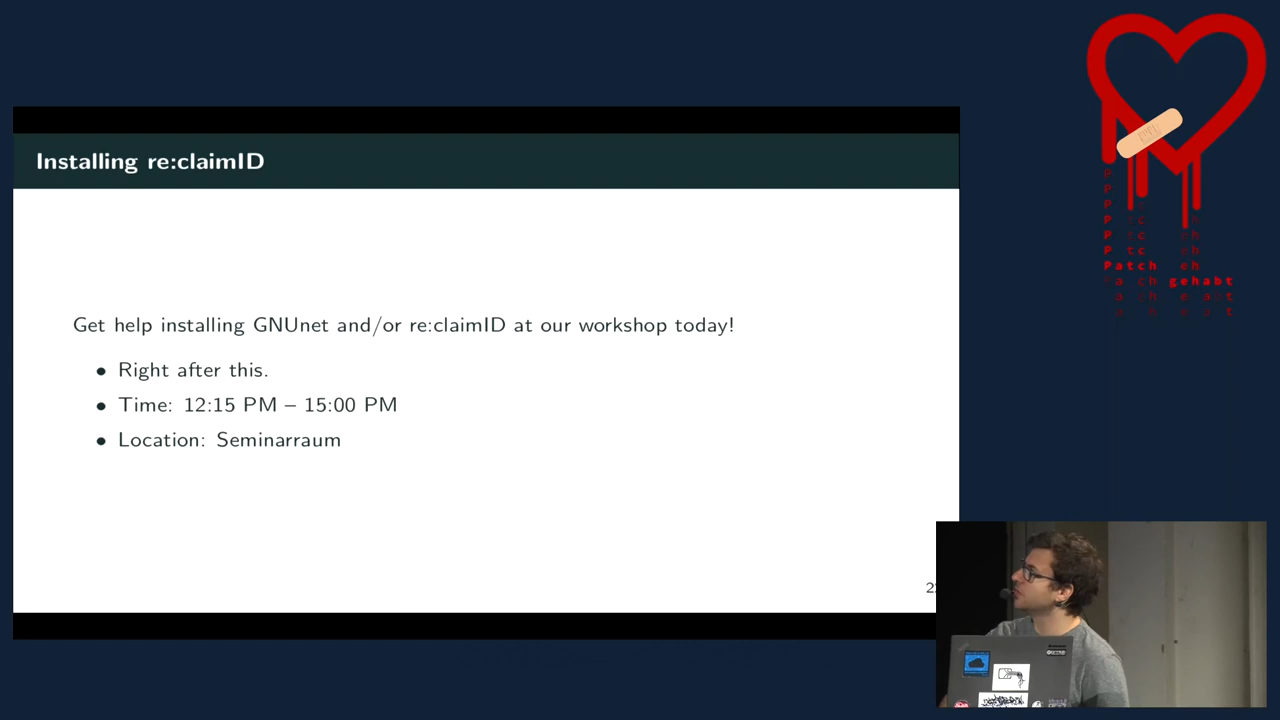 Installing re:claimID
Get help installing GNUnet and/or re:claimID at our workshop today!
• Right after this.
• Time: 12:15 PM – 15:00 PM
• Location: Seminarraum
Patch gehabt